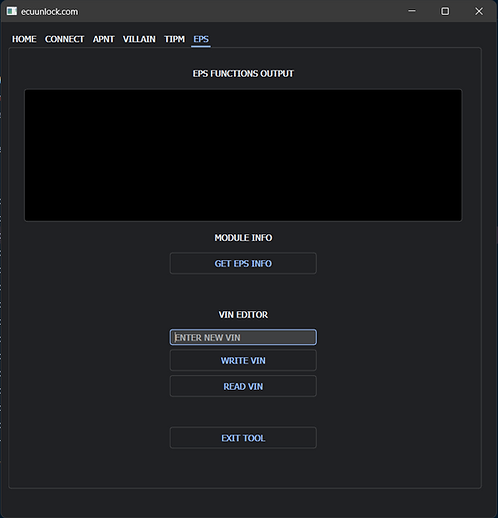 ecuunlock.com
HOME CONNECT APNT VILLAIN TIPM EPS
EPS FUNCTIONS OUTPUT
MODULE INFO
GET EPS INFO
VIN EDITOR
ENTER NEW VIN
WRITE VIN
READ VIN
EXIT TOOL